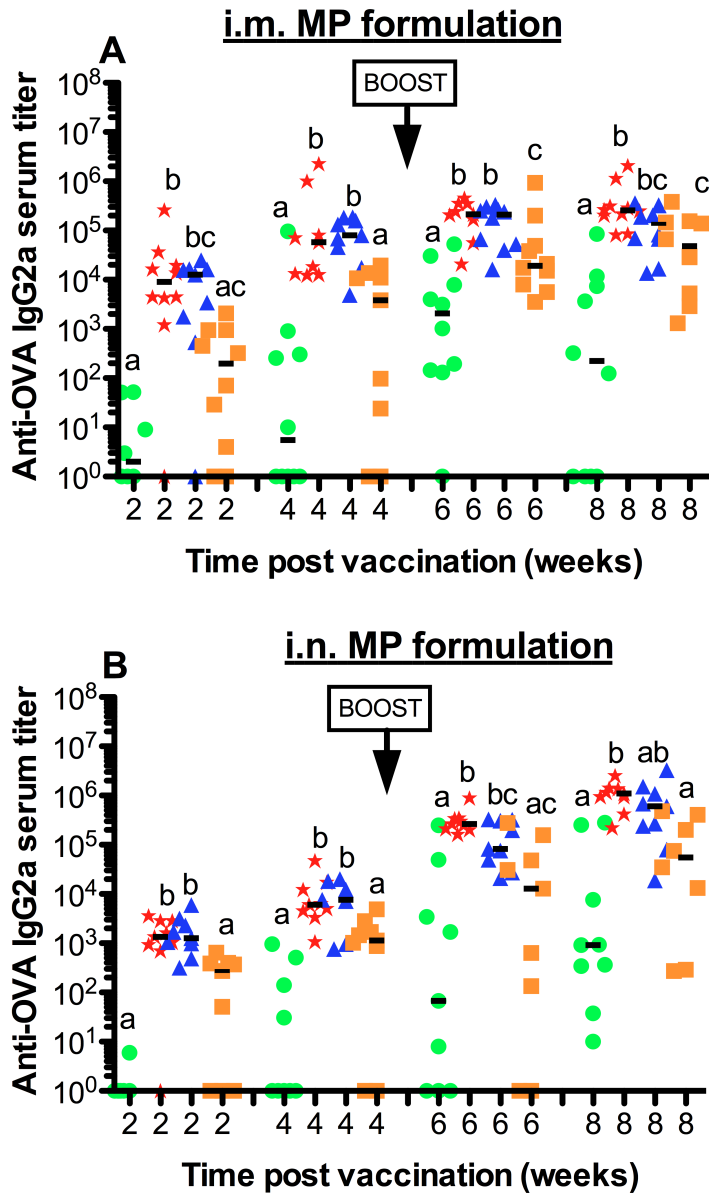 i.m. MP formulation
A
BOOST
Anti-OVA IgG2a serum titer
10⁸
10⁷
10⁶
10⁵
10⁴
10³
10²
10¹
10⁰
a b bc ac
a b b a
a b b c
a b bc c
2 2 2 2 4 4 4 4 6 6 6 6 8 8 8 8
Time post vaccination (weeks)
i.n. MP formulation
B
BOOST
Anti-OVA IgG2a serum titer
10⁸
10⁷
10⁶
10⁵
10⁴
10³
10²
10¹
10⁰
a b b a
a b b a
a b bc ac
a b ab a
2 2 2 2 4 4 4 4 6 6 6 6 8 8 8 8
Time post vaccination (weeks)